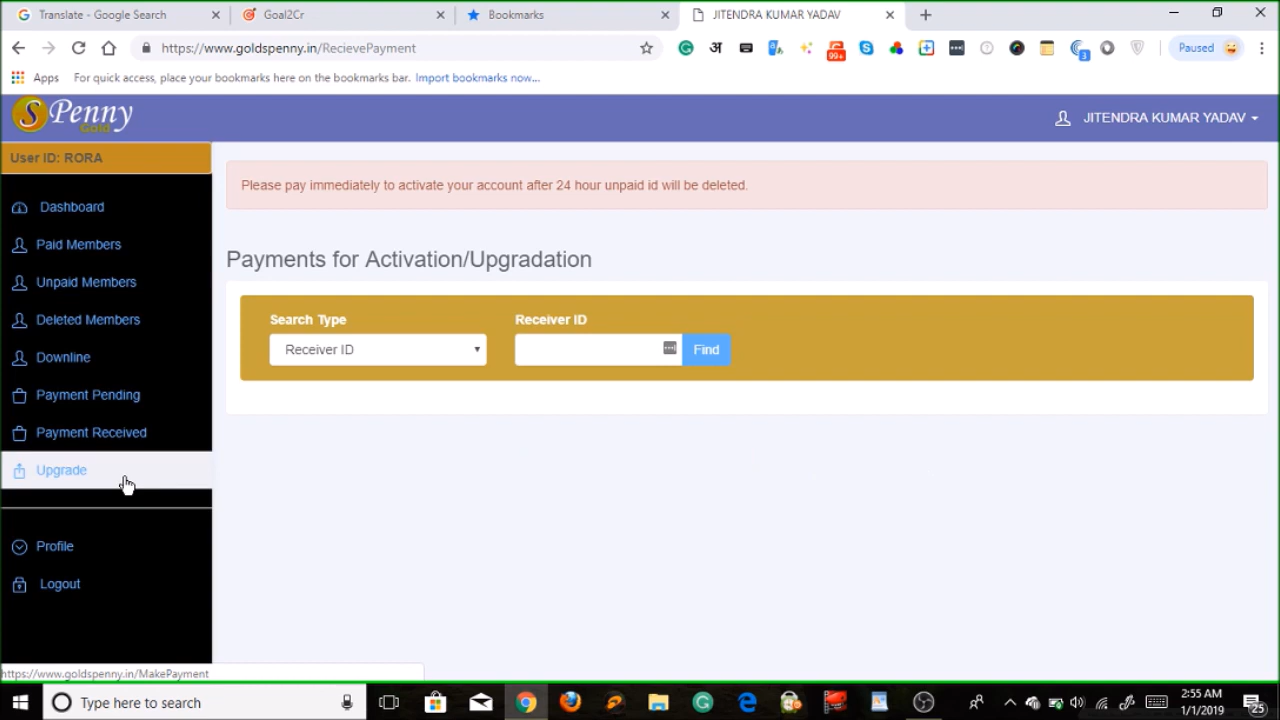 Translate - Google Search
Goal2Cr
Bookmarks
JITENDRA KUMAR YADAV
https://www.goldspenny.in/RecievePayment
अ
99+
3
Paused
Apps
For quick access, place your bookmarks here on the bookmarks bar. Import bookmarks now...
S Penny
Gold
JITENDRA KUMAR YADAV
User ID: RORA
Please pay immediately to activate your account after 24 hour unpaid id will be deleted.
Dashboard
Paid Members
Unpaid Members
Deleted Members
Downline
Payment Pending
Payment Received
Upgrade
Profile
Logout
Payments for Activation/Upgradation
Search Type
Receiver ID
Receiver ID
Find
https://www.goldspenny.in/MakePayment
Type here to search
2:55 AM
1/1/2019
25